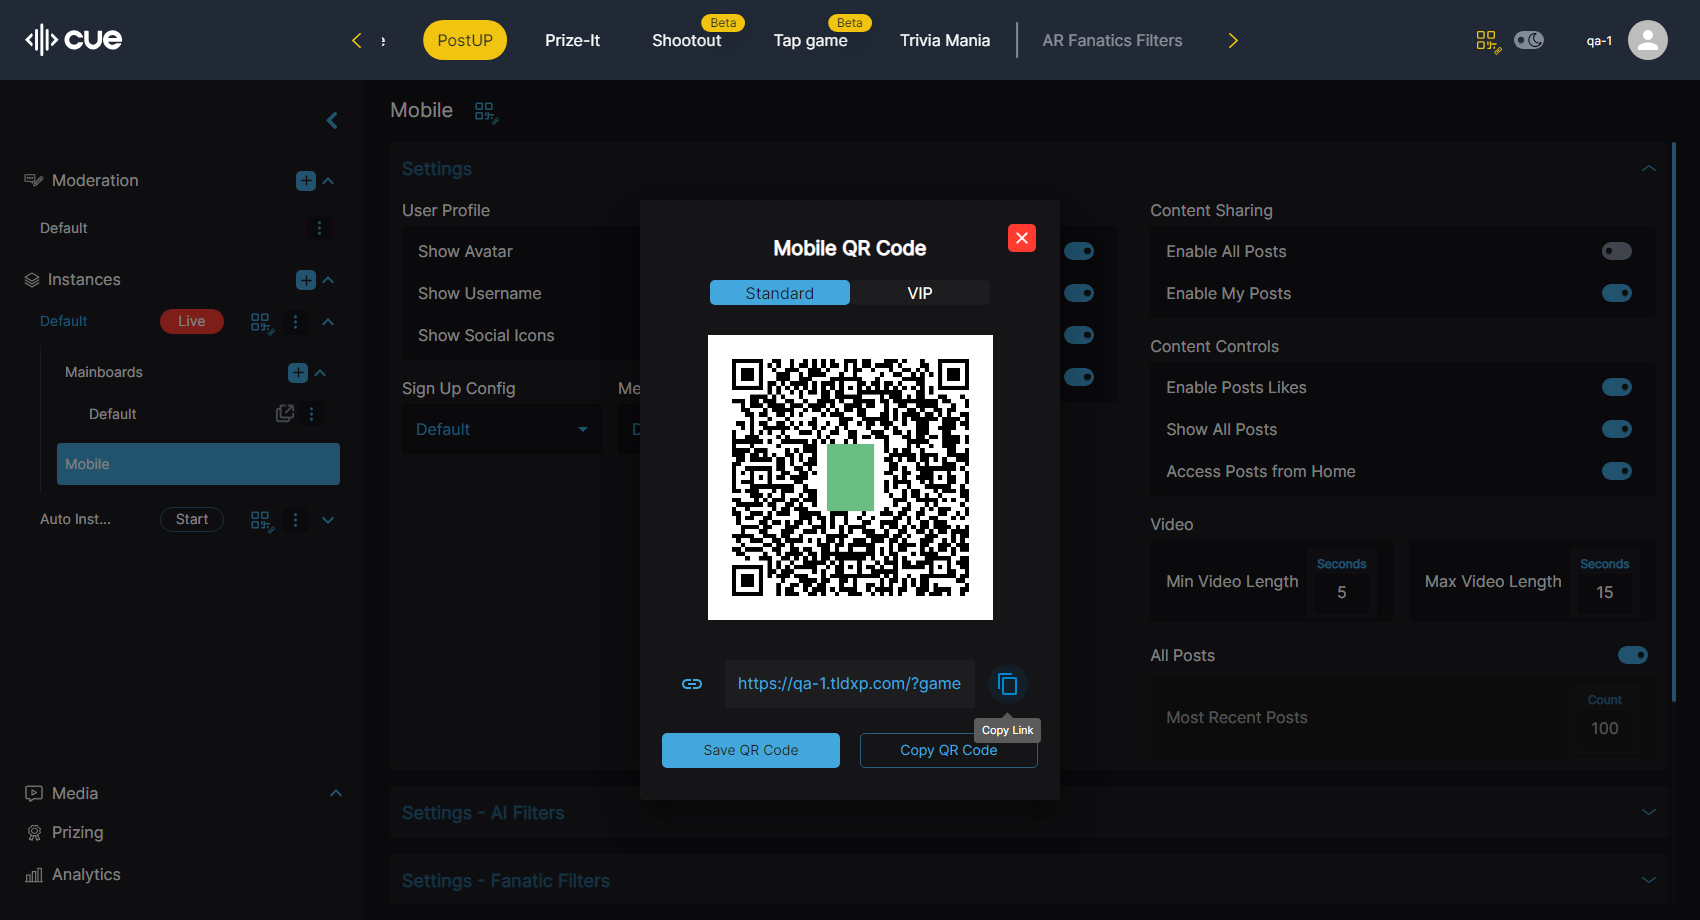 cue
e
PostUP
Prize-It
Beta
Shootout
Beta
Tap game
Trivia Mania
AR Fanatics Filters
qa-1
Moderation
Default
Instances
Default
Live
Mainboards
Default
Mobile
Auto Inst...
Start
Media
Prizing
Analytics
Mobile
Settings
User Profile
Show Avatar
Show Username
Show Social Icons
Sign Up Config
Me
Default
D
Content Sharing
Enable All Posts
Enable My Posts
Content Controls
Enable Posts Likes
Show All Posts
Access Posts from Home
Video
Min Video Length
Seconds
5
Max Video Length
Seconds
15
All Posts
Most Recent Posts
Count
100
Settings - AI Filters
Settings - Fanatic Filters
Mobile QR Code
Standard
VIP
https://qa-1.tldxp.com/?game
Copy Link
Save QR Code
Copy QR Code